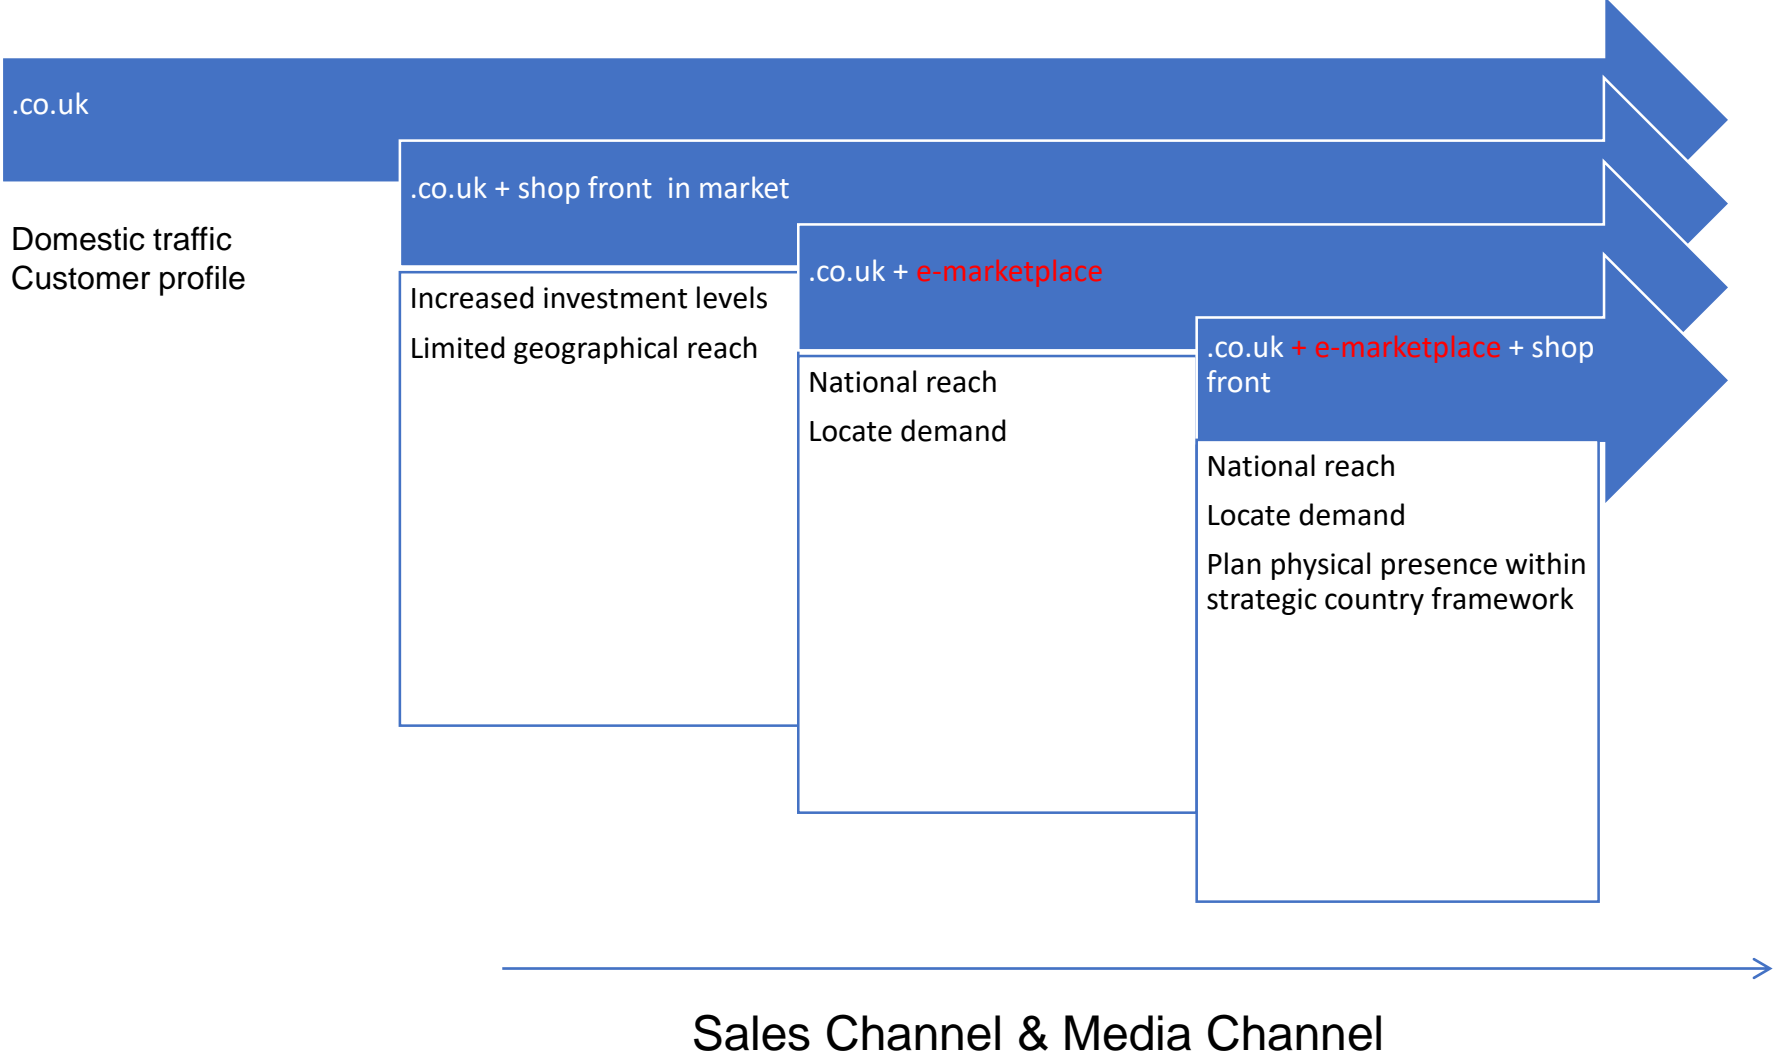 .co.uk
Domestic traffic
Customer profile
.co.uk + shop front  in market
Increased investment levels
Limited geographical reach
.co.uk + e-marketplace
National reach
Locate demand
.co.uk + e-marketplace + shop
front
National reach
Locate demand
Plan physical presence within
strategic country framework
Sales Channel & Media Channel